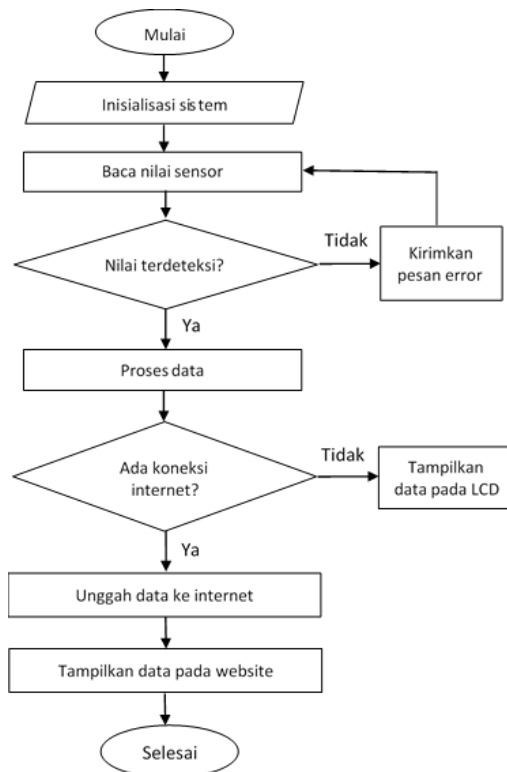 Mulai
Inisialisasi sistem
Baca nilai sensor
Nilai terdeteksi?
Tidak
Kirimkan
pesan error
Ya
Proses data
Ada koneksi
internet?
Tidak
Tampilkan
data pada LCD
Ya
Unggah data ke internet
Tampilkan data pada website
Selesai